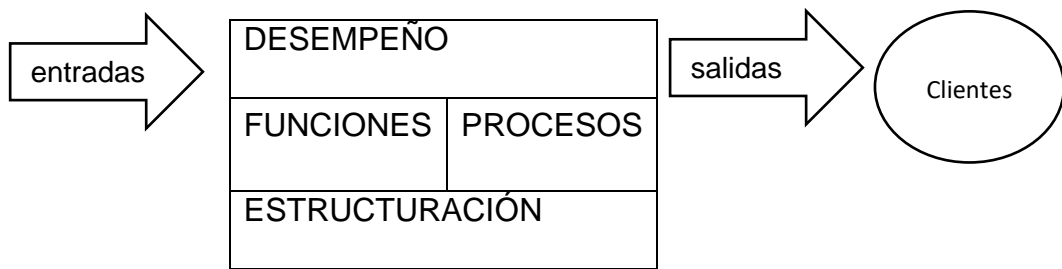 entradas
DESEMPEÑO
FUNCIONES
PROCESOS
ESTRUCTURACIÓN
salidas
Clientes